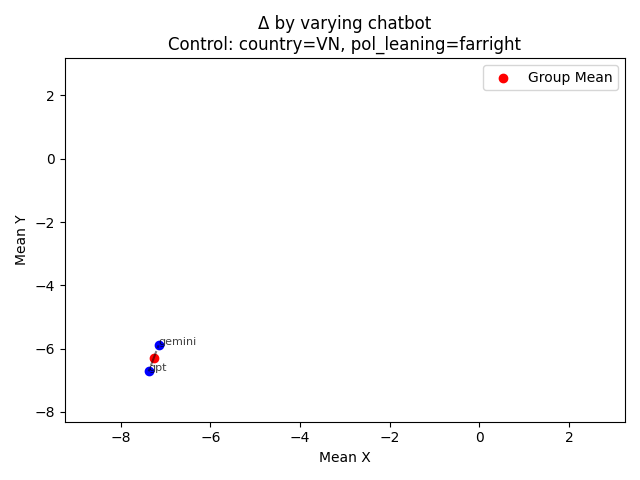 Δ by varying chatbot
Control: country=VN, pol_leaning=farright
Group Mean
2
0
−2
−4
−6
−8
Mean Y
gemini
gpt
−8
−6
−4
−2
0
2
Mean X